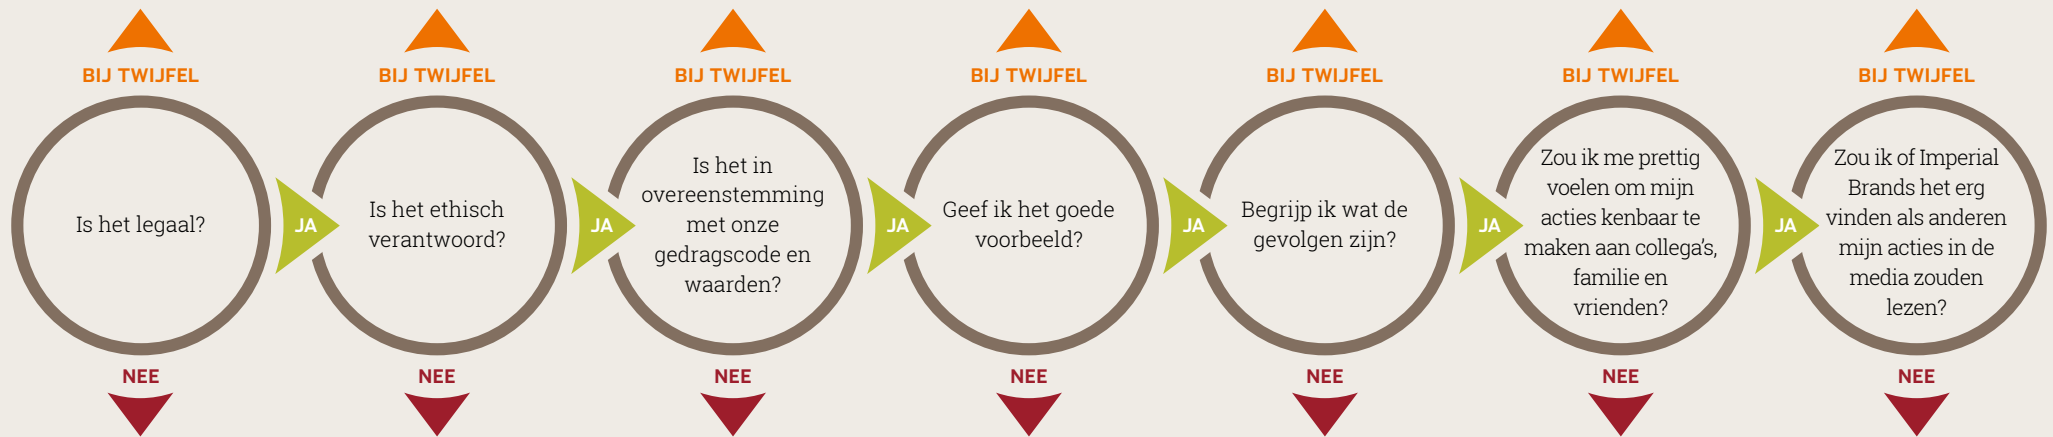 BIJ TWIJFEL
BIJ TWIJFEL
BIJ TWIJFEL
BIJ TWIJFEL
BIJ TWIJFEL
BIJ TWIJFEL
BIJ TWIJFEL
Is het legaal?
JA
Is het ethisch
verantwoord?
JA
Is het in
overeenstemming
met onze
gedragscode en
waarden?
JA
Geef ik het goede
voorbeeld?
JA
Begrijp ik wat de
gevolgen zijn?
JA
Zou ik me prettig
voelen om mijn
acties kenbaar te
maken aan collega's,
familie en
vrienden?
JA
Zou ik of Imperial
Brands het erg
vinden als anderen
mijn acties in de
media zouden
lezen?
NEE
NEE
NEE
NEE
NEE
NEE
NEE